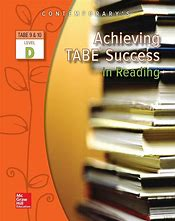 CONTEMPORARY'S
TABE 9 & 10
LEVEL
D
Achieving
TABE Success
in Reading
Mc
Graw
Hill
Education